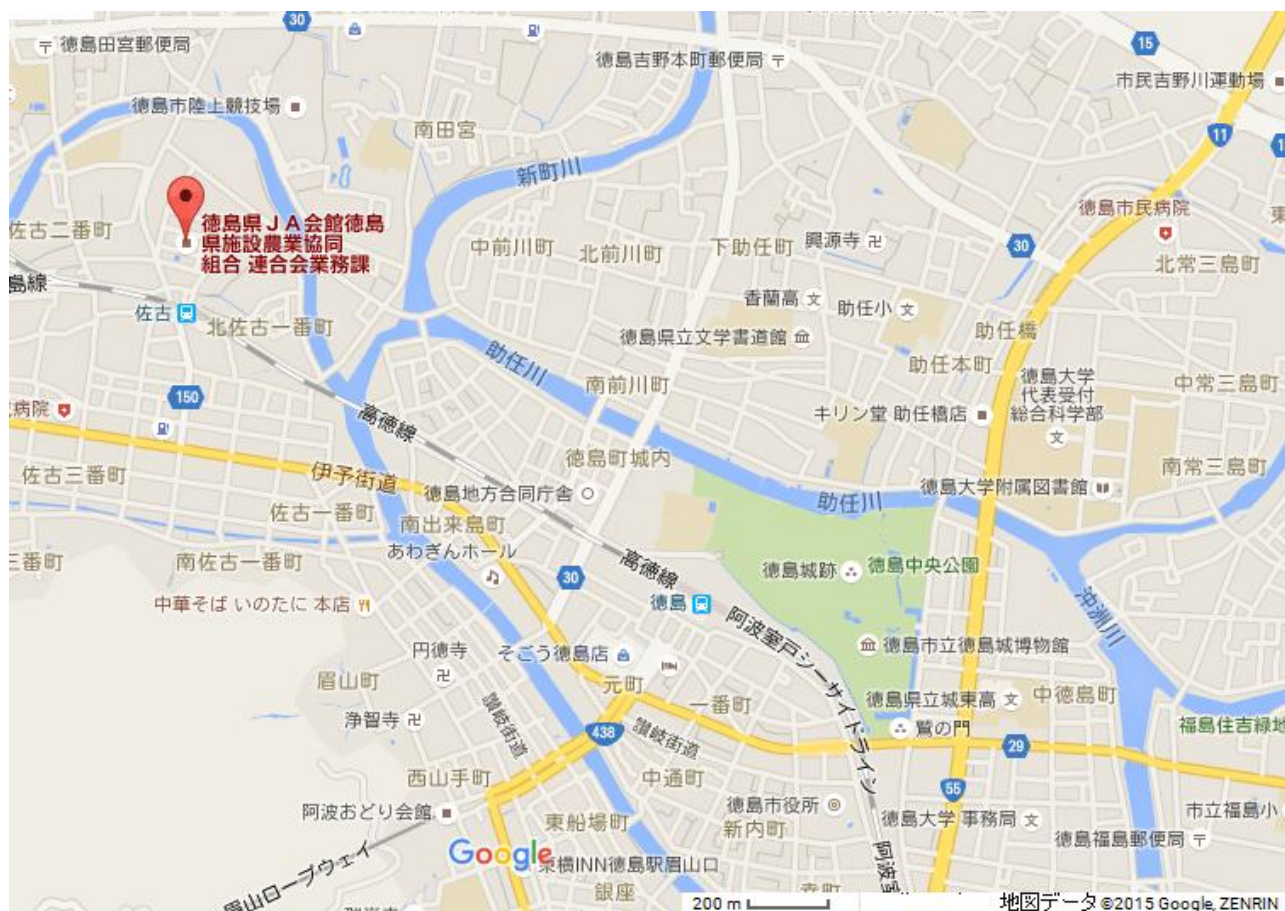 30
徳島田宮郵便局
徳島吉野本町郵便局
15
市民吉野川運動場
徳島市陸上競技場
南田宮
11
新町川
徳島県ＪＡ会館徳島
県施設農業協同
組合 連合会業務課
佐古二番町
中前川町
北前川町
下助任町
興源寺
徳島市民病院
30
北常三島町
島線
佐古
北佐古一番町
香蘭高
助任小
徳島県立文学書道館
助任橋
助任川
助任本町
南前川町
徳島大学
代表受付
総合科学部
中常三島町
150
病院
高徳線
キリン堂 助任橋店
佐古三番町
伊予街道
徳島町城内
南常三島町
徳島地方合同庁舎
助任川
徳島大学附属図書館
佐古一番町
南出来島町
あわぎんホール
三番町
南佐古一番町
30
高徳線
徳島城跡
徳島中央公園
中華そば いのたに 本店
徳島
阿波室戸シーサイドライン
沖洲川
円徳寺
そごう徳島店
徳島市立徳島城博物館
眉山町
元町
一番町
徳島県立城東高
中徳島町
浄智寺
讃岐街道
438
讃岐街道
鷲の門
29
福島住吉緑地
西山手町
中通町
55
阿波おどり会館
東船場町
徳島市役所
新内町
徳島大学 事務局
市立福島小
徳島福島郵便局
Google
東横INN徳島駅眉山口
眉山ロープウェイ
銀座
幸町
200 m
地図データ ©2015 Google, ZENRIN